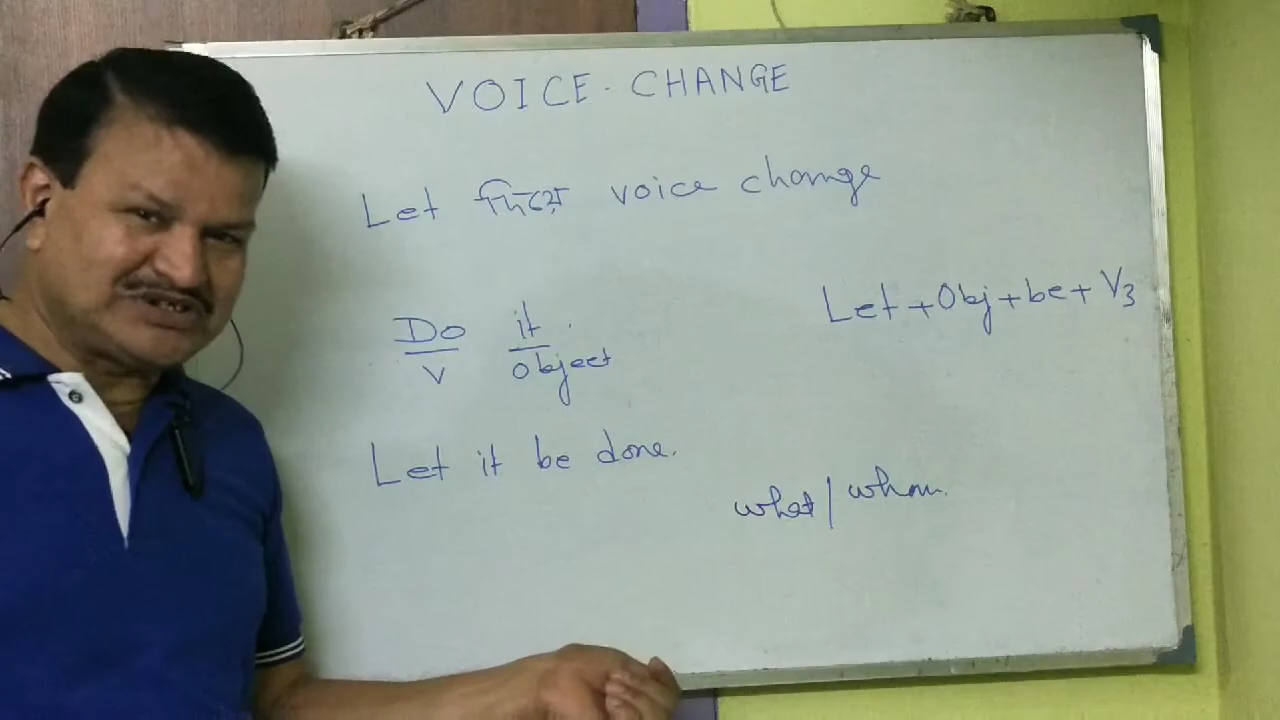 VOICE - CHANGE
Let দিয়ে voice change
Let + Obj + be + V3
Do it.
V object
Let it be done.
what / whom.